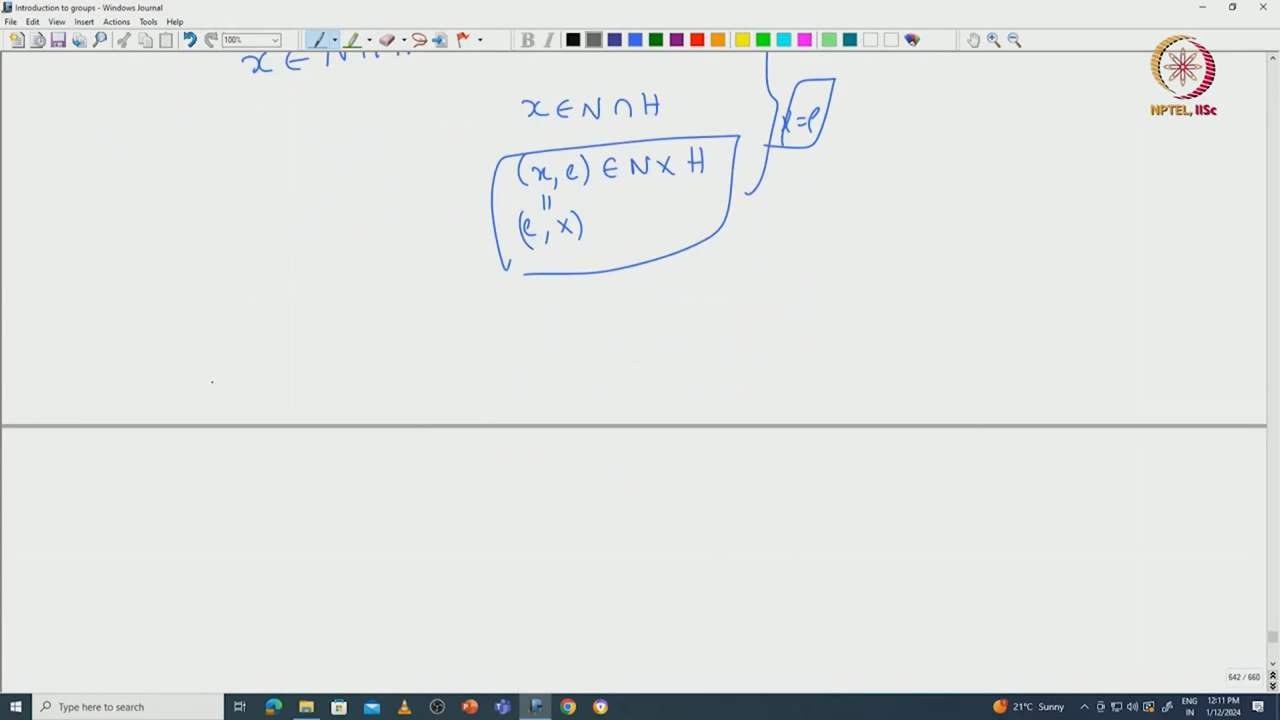 Introduction to groups - Windows Journal
File Edit View Insert Actions Tools Help
100%
B I
NPTEL, IISc
x ∈ N ∩ H
x ∈ N ∩ H
x=e
(x, e) ∈ N × H
=
(e, x)
642 / 660
Type here to search
21°C Sunny
ENG
IN
12:11 PM
1/12/2024